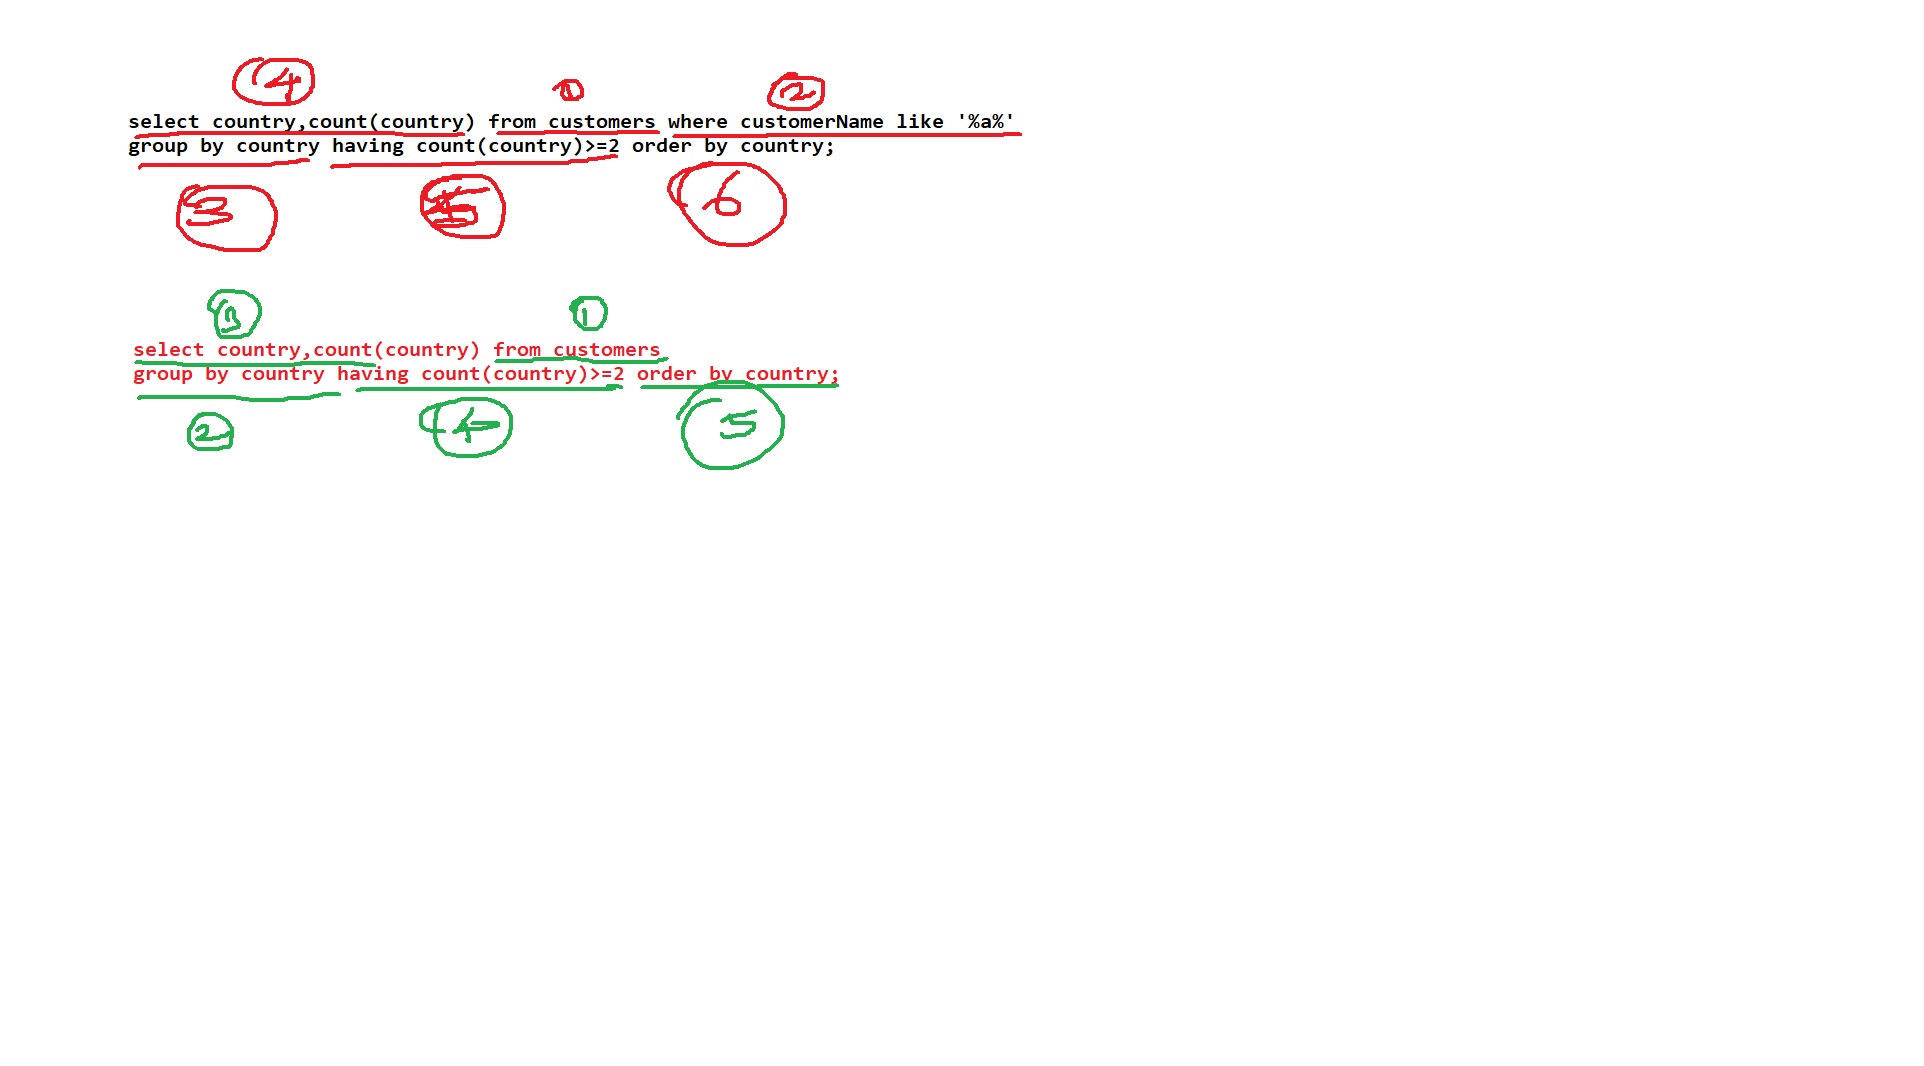 4 1 2
select country,count(country) from customers where customerName like '%a%'
group by country having count(country)>=2 order by country;
3 5 6
3 1
select country,count(country) from customers
group by country having count(country)>=2 order by country;
2 4 5